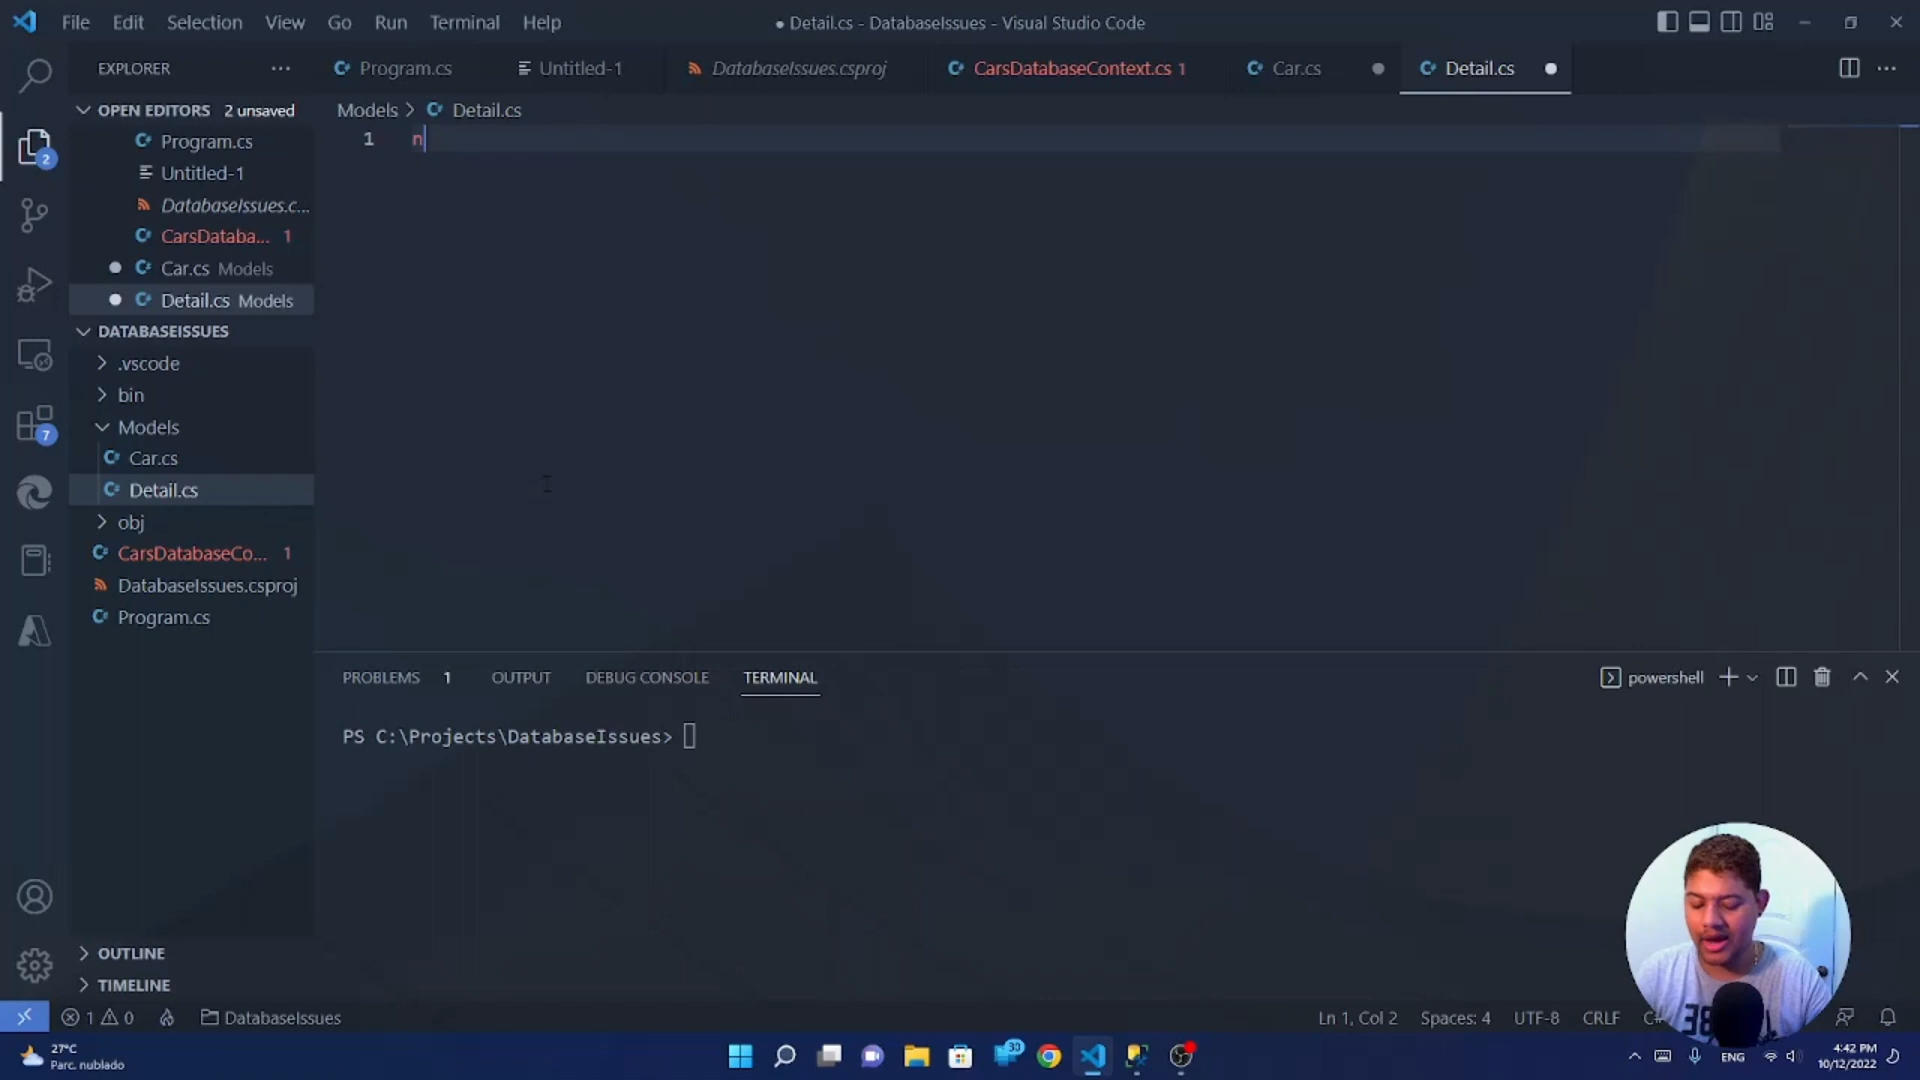 File Edit Selection View Go Run Terminal Help
● Detail.cs - DatabaseIssues - Visual Studio Code
EXPLORER
Program.cs
Untitled-1
DatabaseIssues.csproj
CarsDatabaseContext.cs 1
Car.cs
Detail.cs
OPEN EDITORS 2 unsaved
Program.cs
Untitled-1
DatabaseIssues.c...
CarsDataba... 1
Car.cs Models
Detail.cs Models
DATABASEISSUES
.vscode
bin
Models
Car.cs
Detail.cs
obj
CarsDatabaseCo... 1
DatabaseIssues.csproj
Program.cs
OUTLINE
TIMELINE
2
7
Models > Detail.cs
1 n
PROBLEMS 1 OUTPUT DEBUG CONSOLE TERMINAL
powershell
PS C:\Projects\DatabaseIssues>
38
1 0 DatabaseIssues
Ln 1, Col 2 Spaces: 4 UTF-8 CRLF
27°C
Parc. nublado
30
ENG
4:42 PM
10/12/2022